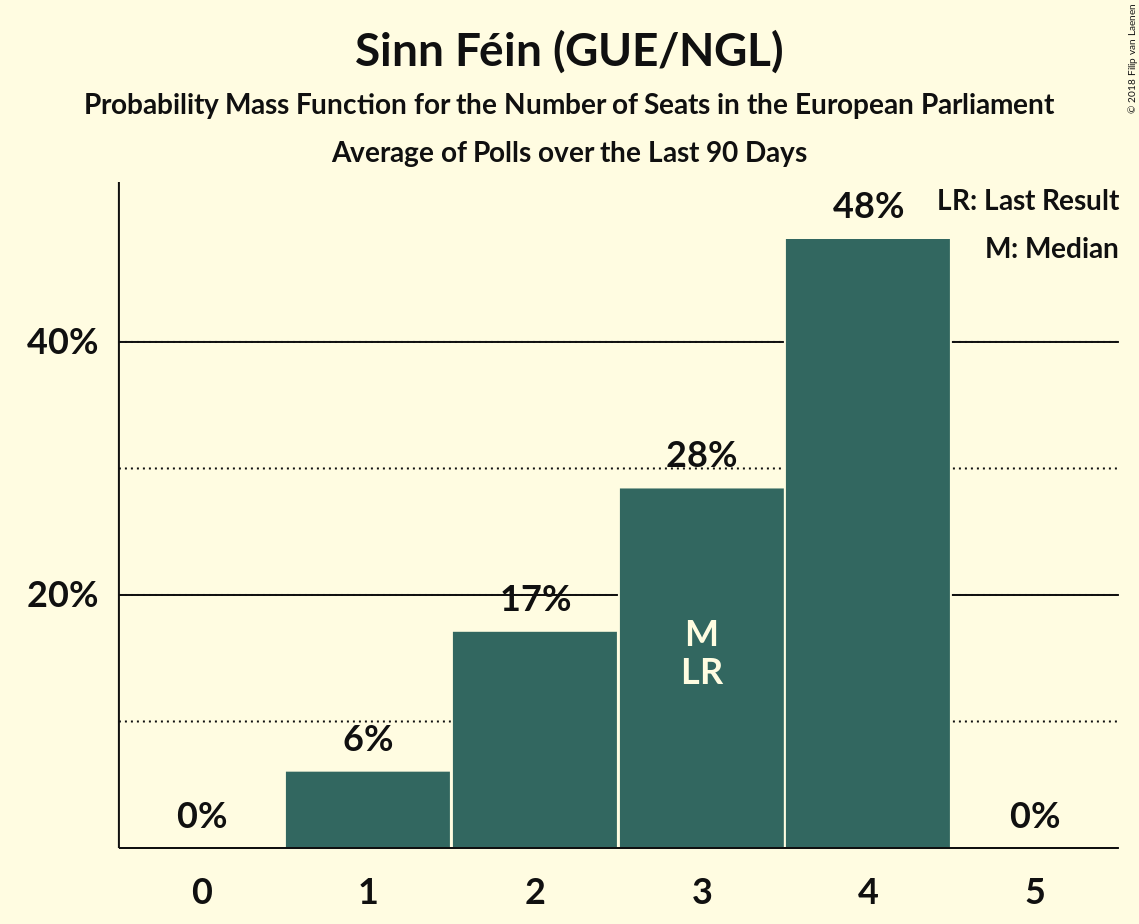 Sinn Féin (GUE/NGL)
Probability Mass Function for the Number of Seats in the European Parliament
Average of Polls over the Last 90 Days
© 2018 Filip van Laenen
LR: Last Result
M: Median
48%
40%
28%
20%
17%
M
LR
6%
0%
0%
0 1 2 3 4 5